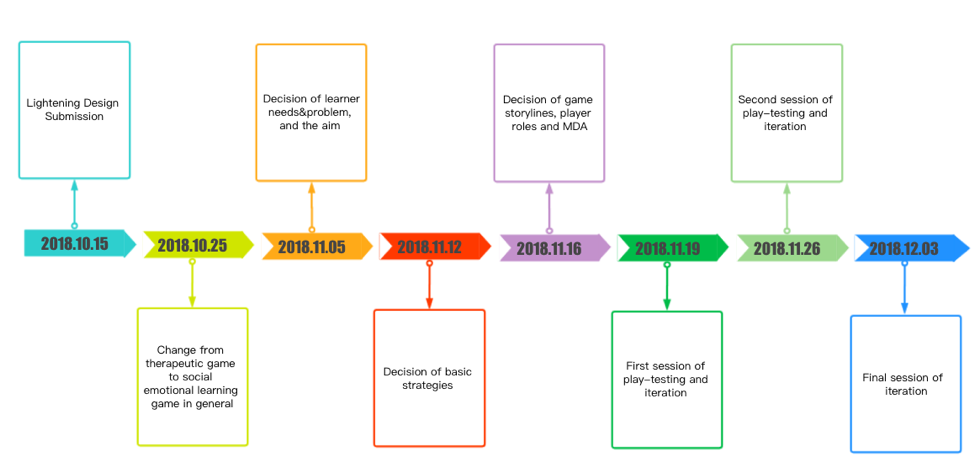 Lightening Design
Submission
Decision of learner
needs&problem,
and the aim
Decision of game
storylines, player
roles and MDA
Second session of
play-testing and
iteration
2018.10.15
2018.10.25
2018.11.05
2018.11.12
2018.11.16
2018.11.19
2018.11.26
2018.12.03
Change from
therapeutic game
to social
emotional learning
game in general
Decision of basic
strategies
First session of
play-testing and
iteration
Final session of
iteration